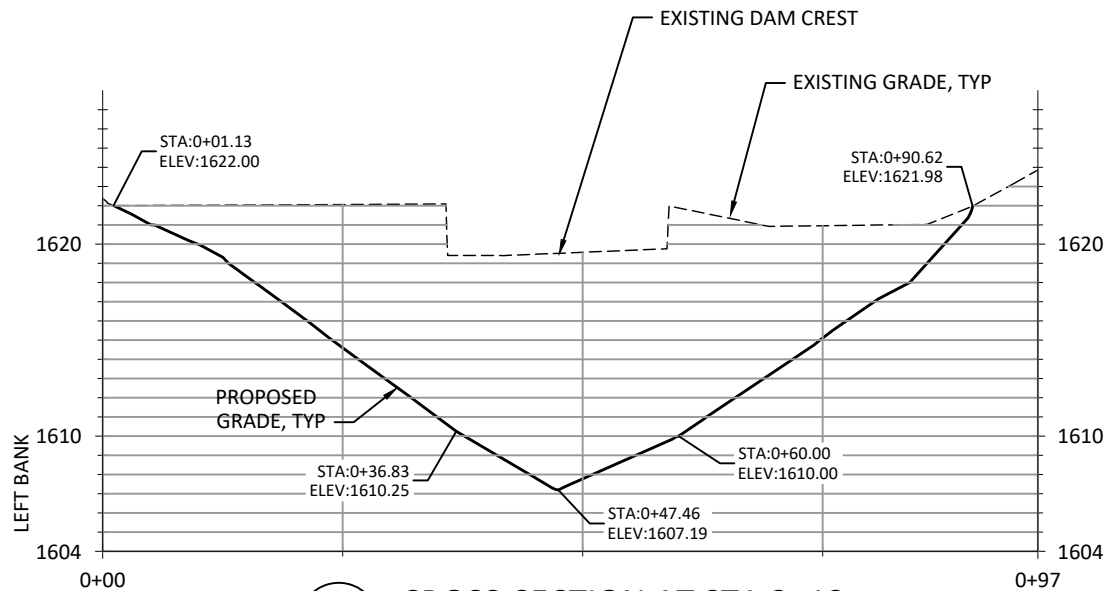 EXISTING DAM CREST
EXISTING GRADE, TYP
STA:0+01.13
ELEV:1622.00
STA:0+90.62
ELEV:1621.98
1620
1620
PROPOSED
GRADE, TYP
1610
1610
STA:0+36.83
ELEV:1610.25
STA:0+60.00
ELEV:1610.00
STA:0+47.46
ELEV:1607.19
LEFT BANK
1604
1604
0+00
0+97